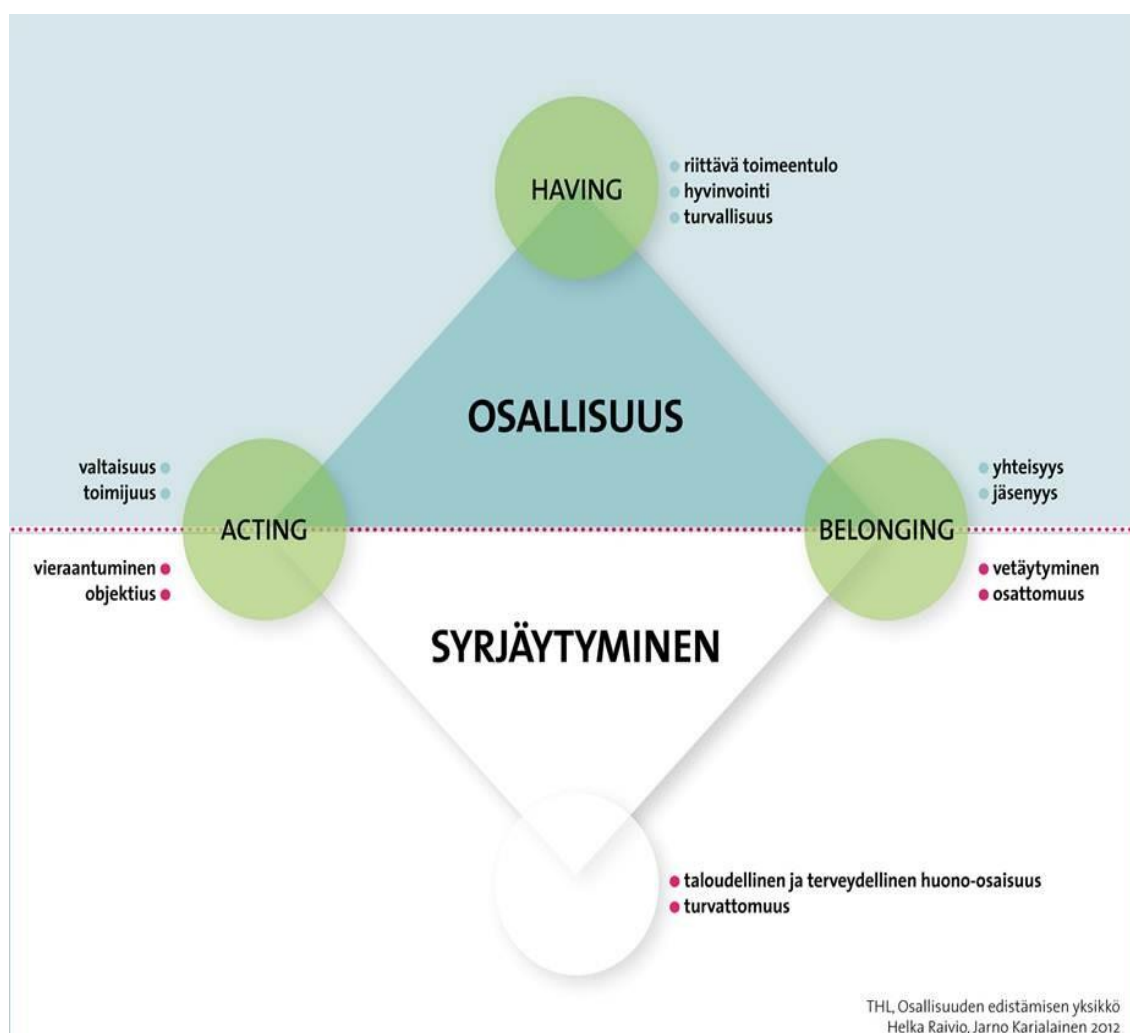 HAVING
riittävä toimeentulo
hyvinvointi
turvallisuus
OSALLISUUS
valtaisuus
toimijuus
yhteisyys
jäsenyys
ACTING
BELONGING
vieraantuminen
objektius
vetäytyminen
osattomuus
SYRJÄYTYMINEN
taloudellinen ja terveydellinen huono-osaisuus
turvattomuus
THL, Osallisuuden edistämisen yksikkö
Helka Raivio, Jarno Karjalainen 2012